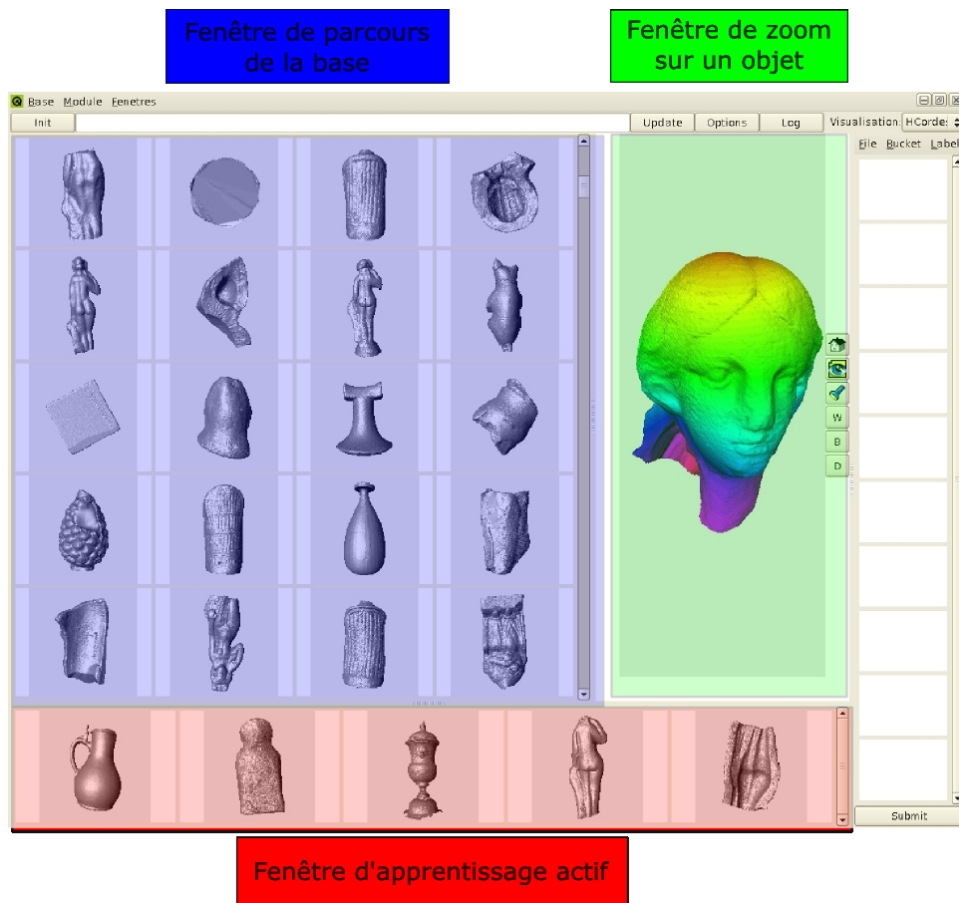 Fenêtre de parcours
de la base
Fenêtre de zoom
sur un objet
Base Module Fenetres
Init
Update
Options
Log
Visualisation: HCorde:
File Bucket Label
W
B
D
Submit
Fenêtre d'apprentissage actif